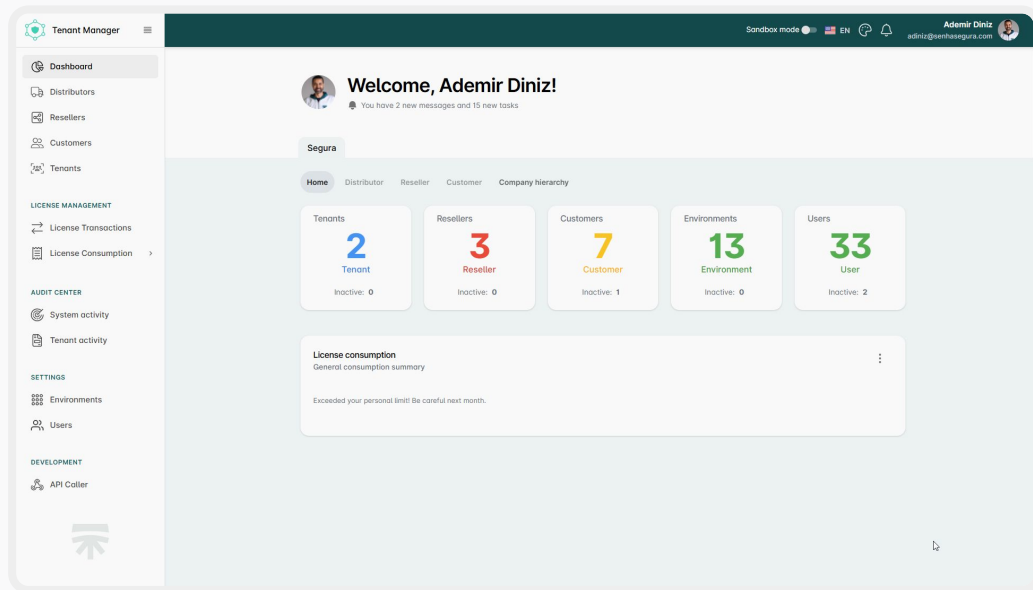 Tenant Manager
Sandbox mode
EN
Ademir Diniz
adiniz@senhasegura.com
Dashboard
Distributors
Resellers
Customers
Tenants
LICENSE MANAGEMENT
License Transactions
License Consumption
AUDIT CENTER
System activity
Tenant activity
SETTINGS
Environments
Users
DEVELOPMENT
API Caller
Welcome, Ademir Diniz!
You have 2 new messages and 15 new tasks
Segura
Home Distributor Reseller Customer Company hierarchy
Tenants
2
Tenant
Inactive: 0
Resellers
3
Reseller
Inactive: 0
Customers
7
Customer
Inactive: 1
Environments
13
Environment
Inactive: 0
Users
33
User
Inactive: 2
License consumption
General consumption summary
Exceeded your personal limit! Be careful next month.